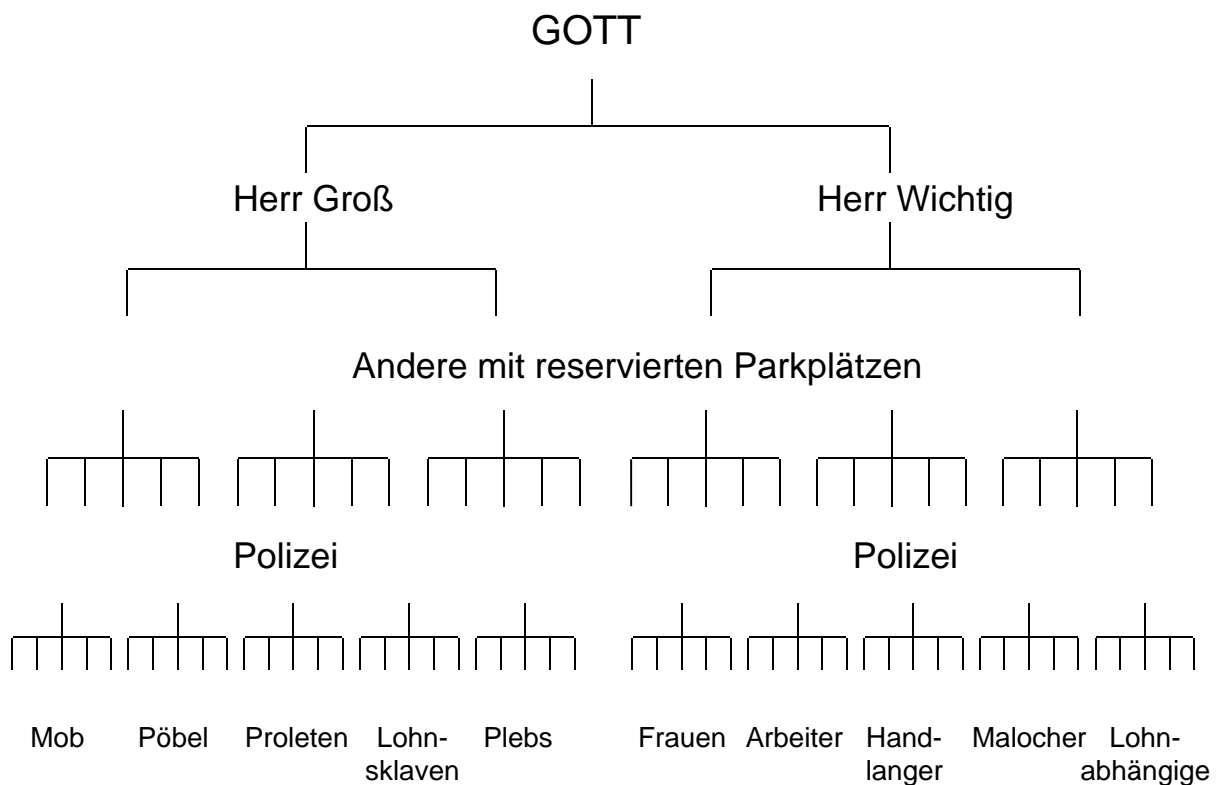 GOTT
Herr Groß Herr Wichtig
Andere mit reservierten Parkplätzen
Polizei Polizei
Mob Pöbel Proleten Lohn- Plebs Frauen Arbeiter Hand- Malocher Lohn-
sklaven langer abhängige